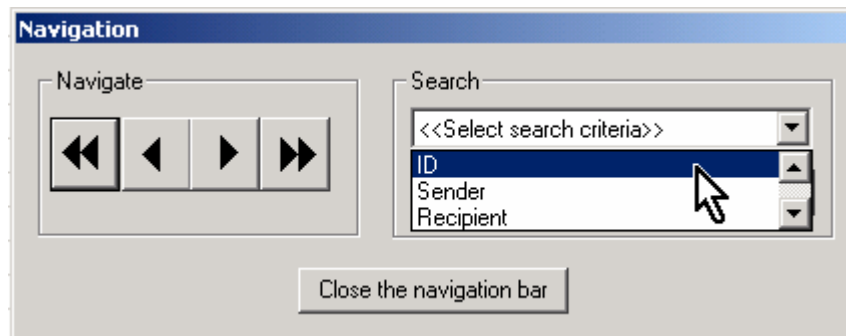 Navigation
Navigate
Search
<<Select search criteria>>
ID
Sender
Recipient
Close the navigation bar